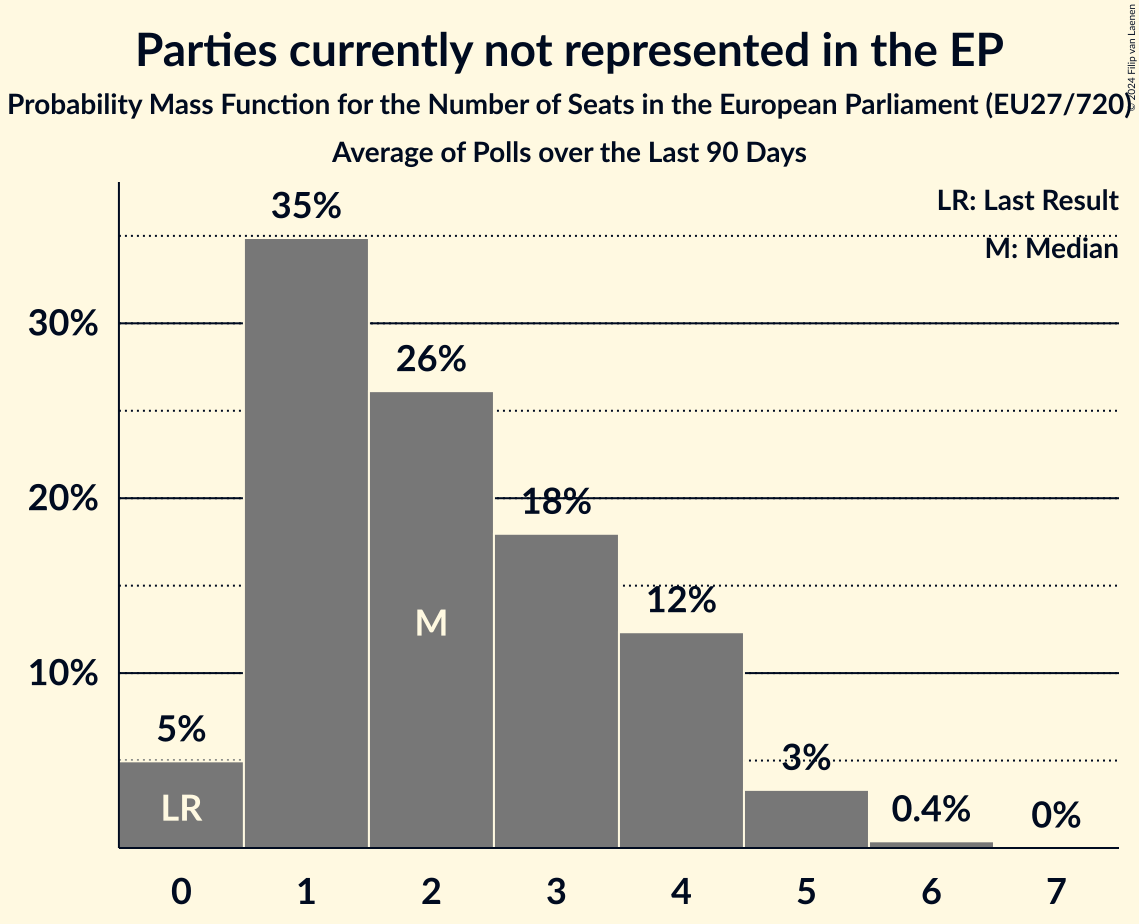 Parties currently not represented in the EP
Probability Mass Function for the Number of Seats in the European Parliament (EU27/720)
Average of Polls over the Last 90 Days
© 2024 Filip van Laenen
LR: Last Result
M: Median
35%
30%
26%
20%
18%
12%
M
10%
5%
3%
LR
0.4%
0%
0 1 2 3 4 5 6 7